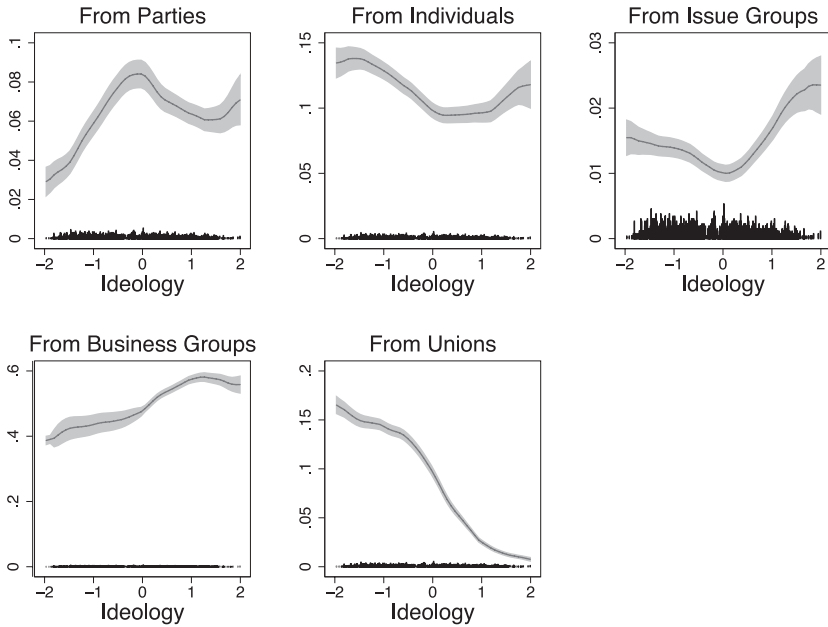 From Parties
.1
.08
.06
.04
.02
0
−2 −1 0 1 2
Ideology
From Individuals
.15
.1
.05
0
−2 −1 0 1 2
Ideology
From Issue Groups
.03
.02
.01
0
−2 −1 0 1 2
Ideology
From Business Groups
.6
.4
.2
0
−2 −1 0 1 2
Ideology
From Unions
.2
.15
.1
.05
0
−2 −1 0 1 2
Ideology